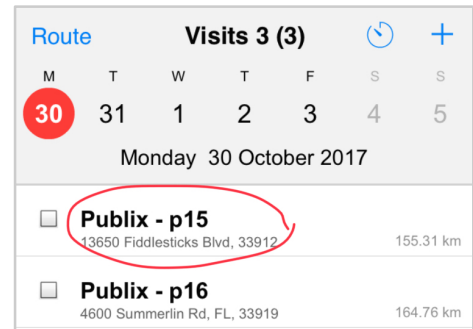 Route Visits 3 (3)
M T W T F S S
30 31 1 2 3 4 5
Monday 30 October 2017
Publix - p15
13650 Fiddlesticks Blvd, 33912 155.31 km
Publix - p16
4600 Summerlin Rd, FL, 33919 164.76 km